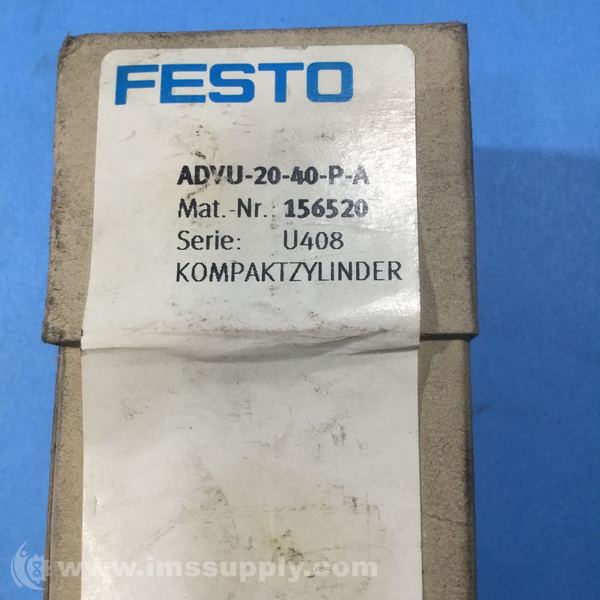 FESTO
ADVU-20-40-P-A
Mat.-Nr.: 156520
Serie: U408
KOMPAKTZYLINDER
www.imssupply.com